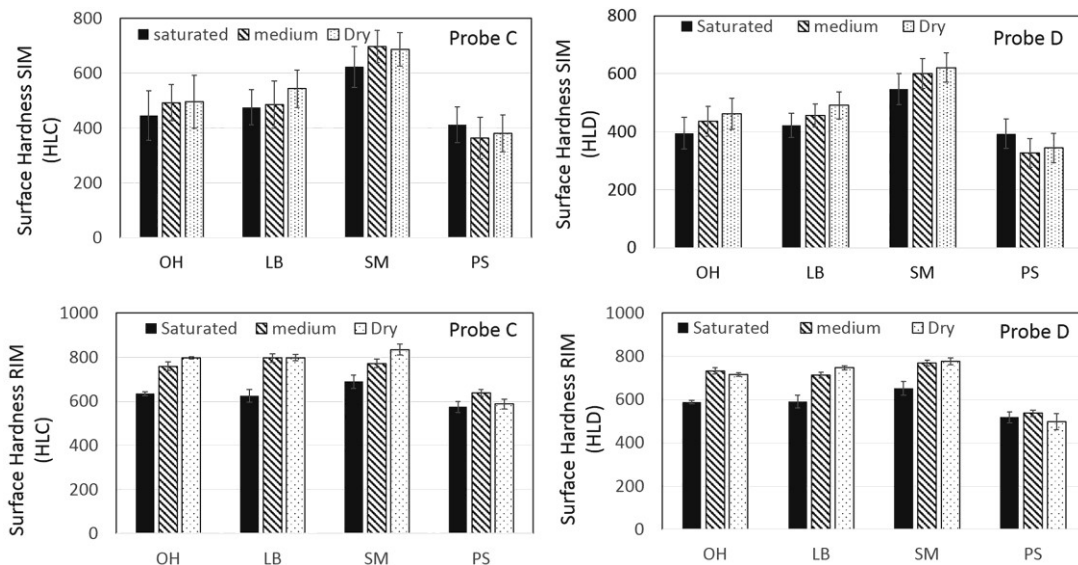 Surface Hardness SIM
(HLC)
800
600
400
200
0
saturated medium Dry
Probe C
OH LB SM PS
Surface Hardness SIM
(HLD)
800
600
400
200
0
Saturated medium Dry
Probe D
OH LB SM PS
Surface Hardness RIM
(HLC)
1000
800
600
400
200
0
Saturated medium Dry
Probe C
OH LB SM PS
Surface Hardness RIM
(HLD)
1000
800
600
400
200
0
Saturated medium Dry
Probe D
OH LB SM PS